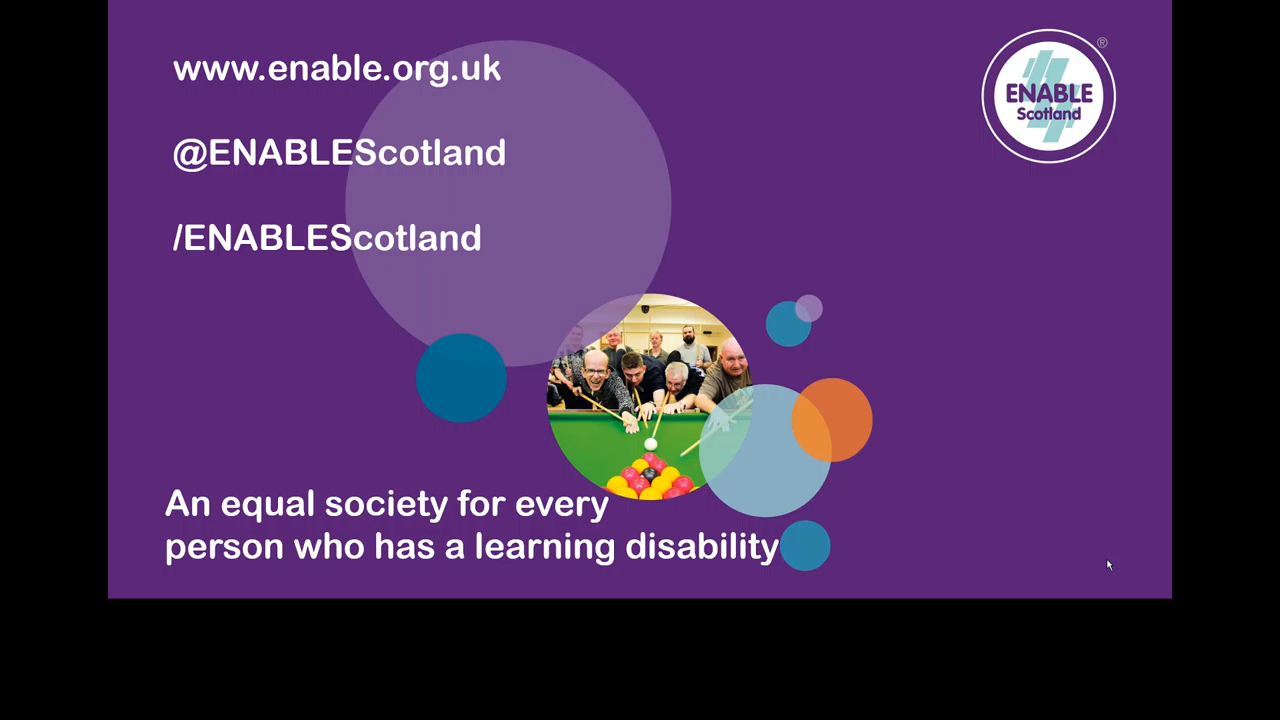 www.enable.org.uk
@ENABLEScotland
/ENABLEScotland
ENABLE
Scotland
®
An equal society for every
person who has a learning disability